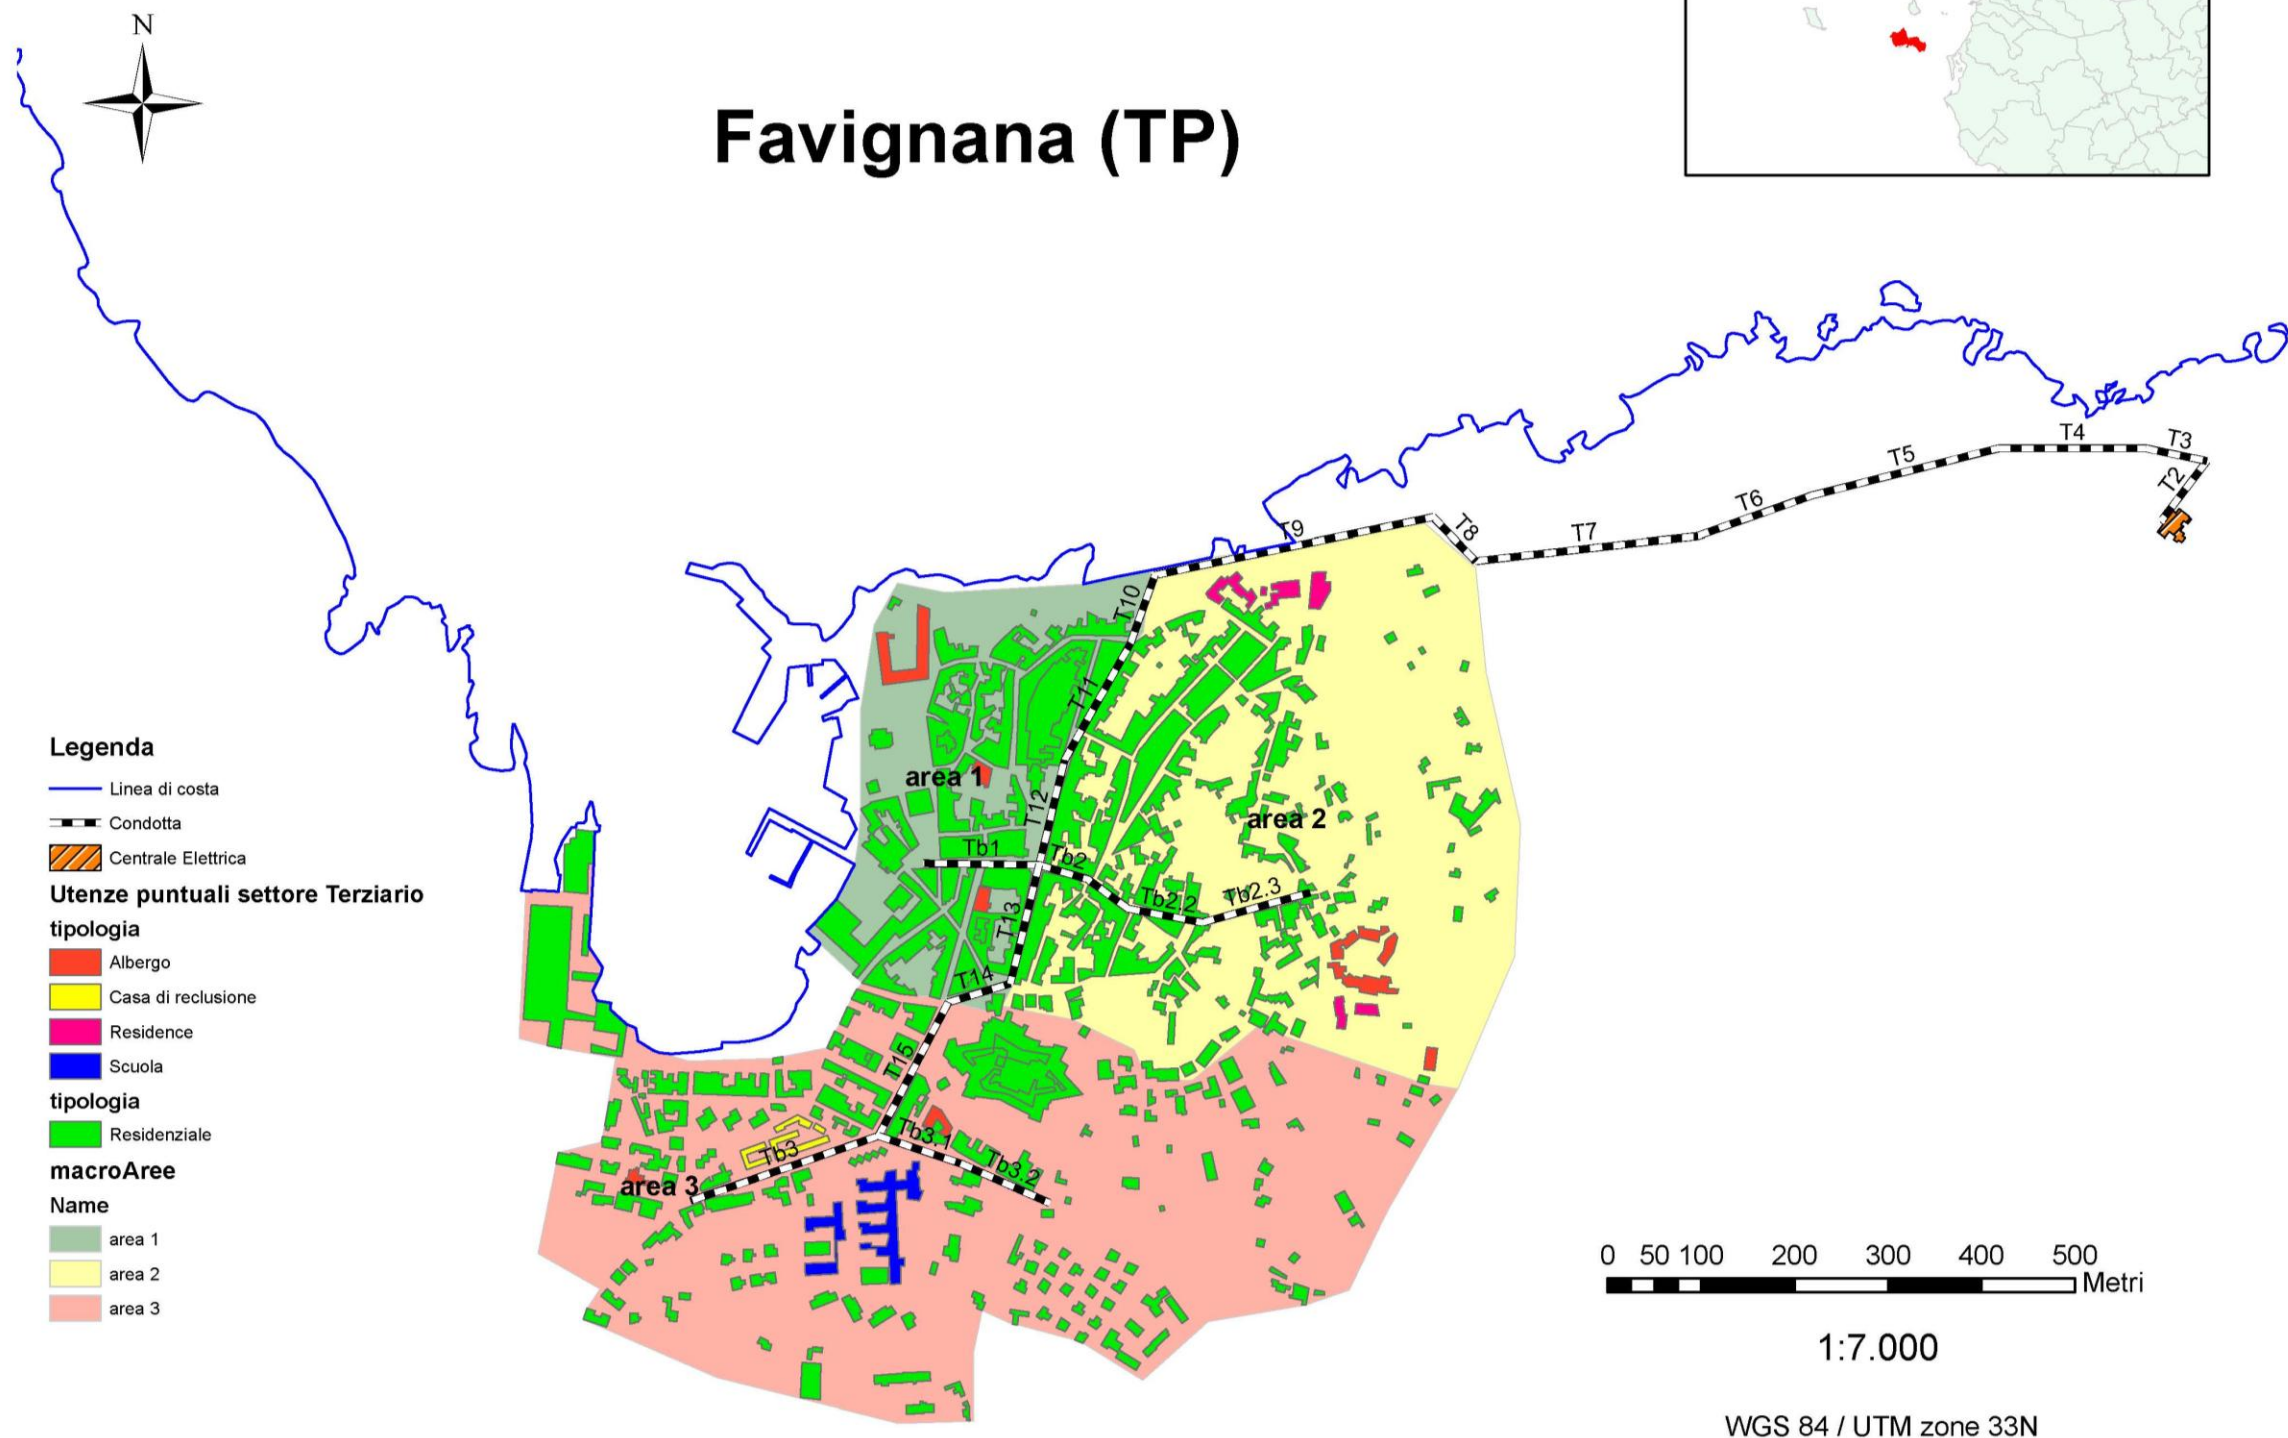 N
Favignana (TP)
T4
T3
T5
T2
T6
T9
T8
T7
T10
T11
area 1
T12
area 2
Tb1
Tb2
Tb2.2
Tb2.3
T13
T14
T15
Tb3.1
Tb3
Tb3.2
area 3
Legenda
Linea di costa
Condotta
Centrale Elettrica
Utenze puntuali settore Terziario
tipologia
Albergo
Casa di reclusione
Residence
Scuola
tipologia
Residenziale
macroAree
Name
area 1
area 2
area 3
0 50 100 200 300 400 500
Metri
1:7.000
WGS 84 / UTM zone 33N